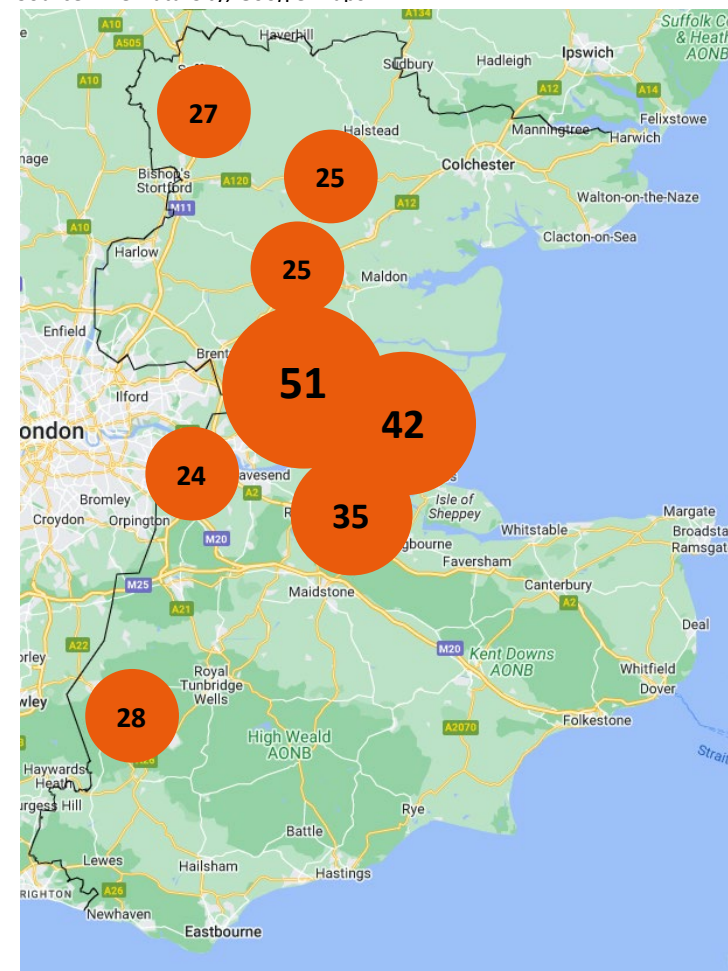 A134
A10
A505
Haverhill
Suffolk
& Heath
AONB
Sudbury
Hadleigh
Ipswich
A10
A12
A14
27
Felixstowe
Halstead
Manningtree
Harwich
Colchester
Bishop's
Stortford
A120
25
A12
M11
Walton-on-the-Naze
A10
Clacton-on-Sea
Harlow
25
Maldon
Enfield
Brent
51
Ilford
42
ondon
24
avesend
A2
Isle of
Sheppey
Bromley
Croydon
Orpington
35
Margate
Broadsta
Ramsgat
Whitstable
M20
gbourne
Faversham
M25
Maidstone
Canterbury
A2
A21
Deal
A22
M20
Kent Downs
AONB
orley
Royal
Tunbridge
Wells
Whitfield
Dover
wley
28
Folkestone
A2070
High Weald
AONB
Strai
Haywards
Heath
urgess Hill
Rye
Battle
Lewes
Hailsham
Hastings
RIGHTON
A26
Newhaven
Eastbourne